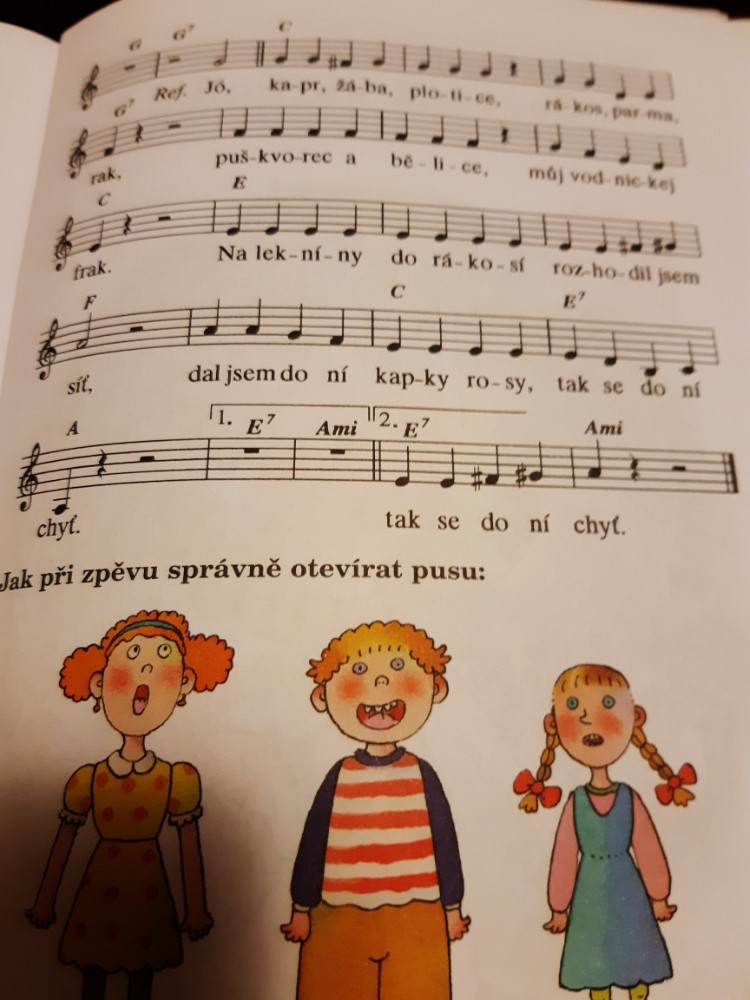 G G⁷ C
Ref. Jó, ka-pr, žá-ba, plo-ti-ce, rá-kos, par-ma,
G⁷
rak, puš-kvo-rec a bě-li-ce, můj vod-nic-kej
C E
frak. Na lek-ní-ny do rá-ko-sí roz-ho-dil jsem
F C E⁷
síť, dal jsem do ní kap-ky ro-sy, tak se do ní
A 1. E⁷ Ami 2. E⁷ Ami
chyť. tak se do ní chyť.
Jak při zpěvu správně otevírat pusu: